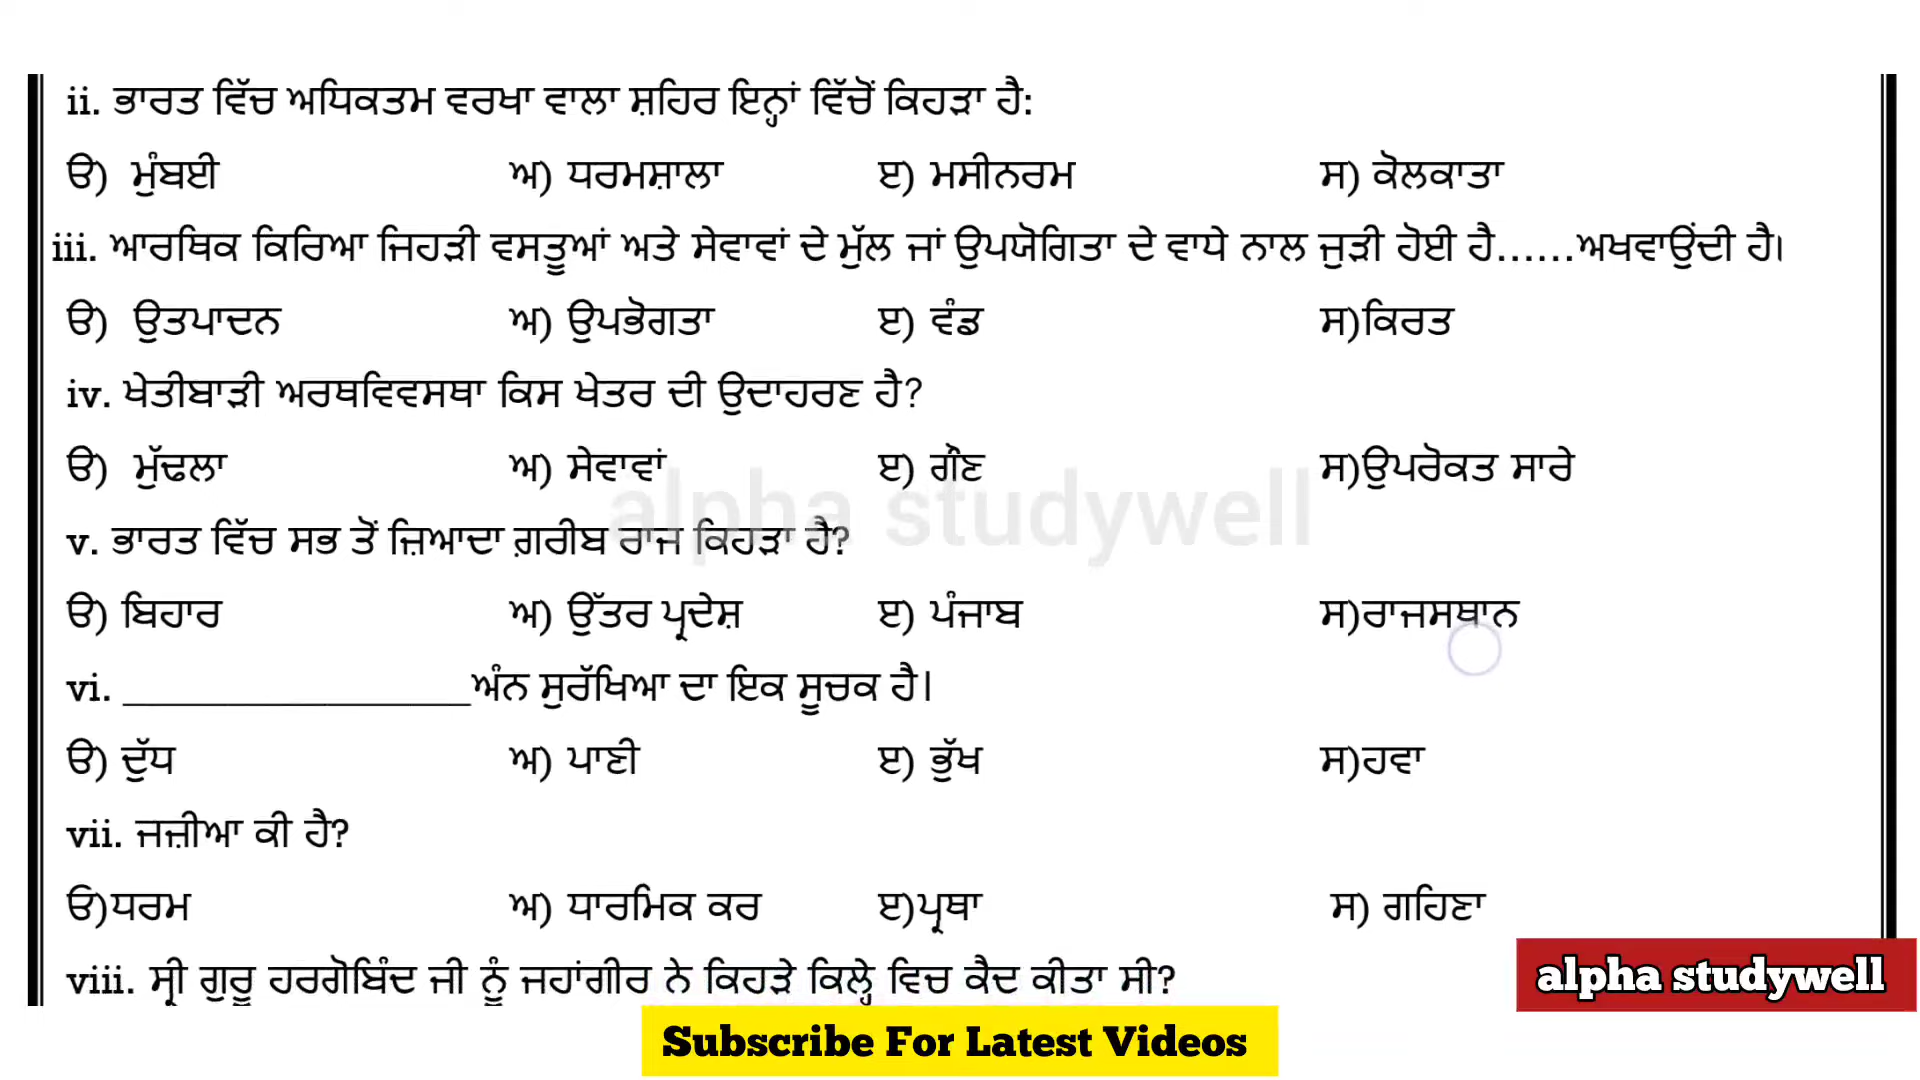 ii. ਭਾਰਤ ਵਿੱਚ ਅਧਿਕਤਮ ਵਰਖਾ ਵਾਲਾ ਸ਼ਹਿਰ ਇਨ੍ਹਾਂ ਵਿੱਚੋਂ ਕਿਹੜਾ ਹੈ:
ੳ) ਮੁੰਬਈ ਅ) ਧਰਮਸ਼ਾਲਾ ੲ) ਮਸੀਨਰਮ ਸ) ਕੋਲਕਾਤਾ
iii. ਆਰਥਿਕ ਕਿਰਿਆ ਜਿਹੜੀ ਵਸਤੂਆਂ ਅਤੇ ਸੇਵਾਵਾਂ ਦੇ ਮੁੱਲ ਜਾਂ ਉਪਯੋਗਿਤਾ ਦੇ ਵਾਧੇ ਨਾਲ ਜੁੜੀ ਹੋਈ ਹੈ......ਅਖਵਾਉਂਦੀ ਹੈ।
ੳ) ਉਤਪਾਦਨ ਅ) ਉਪਭੋਗਤਾ ੲ) ਵੰਡ ਸ)ਕਿਰਤ
iv. ਖੇਤੀਬਾੜੀ ਅਰਥਵਿਵਸਥਾ ਕਿਸ ਖੇਤਰ ਦੀ ਉਦਾਹਰਣ ਹੈ?
ੳ) ਮੁੱਢਲਾ ਅ) ਸੇਵਾਵਾਂ ੲ) ਗੌਣ ਸ)ਉਪਰੋਕਤ ਸਾਰੇ
alpha studywell
v. ਭਾਰਤ ਵਿੱਚ ਸਭ ਤੋਂ ਜ਼ਿਆਦਾ ਗ਼ਰੀਬ ਰਾਜ ਕਿਹੜਾ ਹੈ?
ੳ) ਬਿਹਾਰ ਅ) ਉੱਤਰ ਪ੍ਰਦੇਸ਼ ੲ) ਪੰਜਾਬ ਸ)ਰਾਜਸਥਾਨ
vi. ________________ਅੰਨ ਸੁਰੱਖਿਆ ਦਾ ਇਕ ਸੂਚਕ ਹੈ।
ੳ) ਦੁੱਧ ਅ) ਪਾਣੀ ੲ) ਭੁੱਖ ਸ)ਹਵਾ
vii. ਜਜ਼ੀਆ ਕੀ ਹੈ?
ੳ)ਧਰਮ ਅ) ਧਾਰਮਿਕ ਕਰ ੲ)ਪ੍ਰਥਾ ਸ) ਗਹਿਣਾ
viii. ਸ੍ਰੀ ਗੁਰੂ ਹਰਗੋਬਿੰਦ ਜੀ ਨੂੰ ਜਹਾਂਗੀਰ ਨੇ ਕਿਹੜੇ ਕਿਲ੍ਹੇ ਵਿਚ ਕੈਦ ਕੀਤਾ ਸੀ?
alpha studywell
Subscribe For Latest Videos